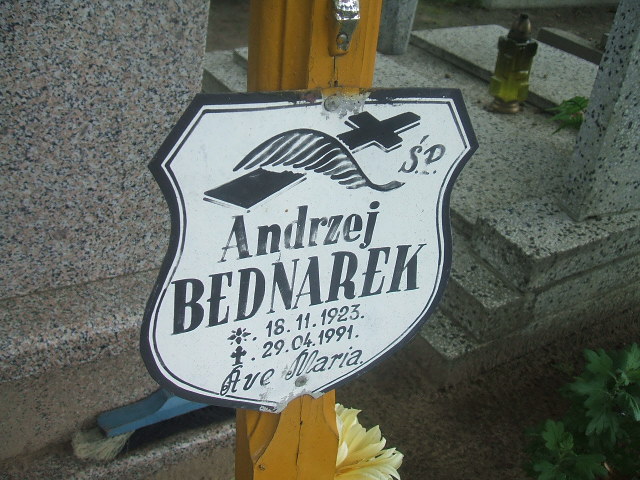 Ś.P.
Andrzej
BEDNAREK
18.11.1923.
29.04.1991.
Ave Maria.